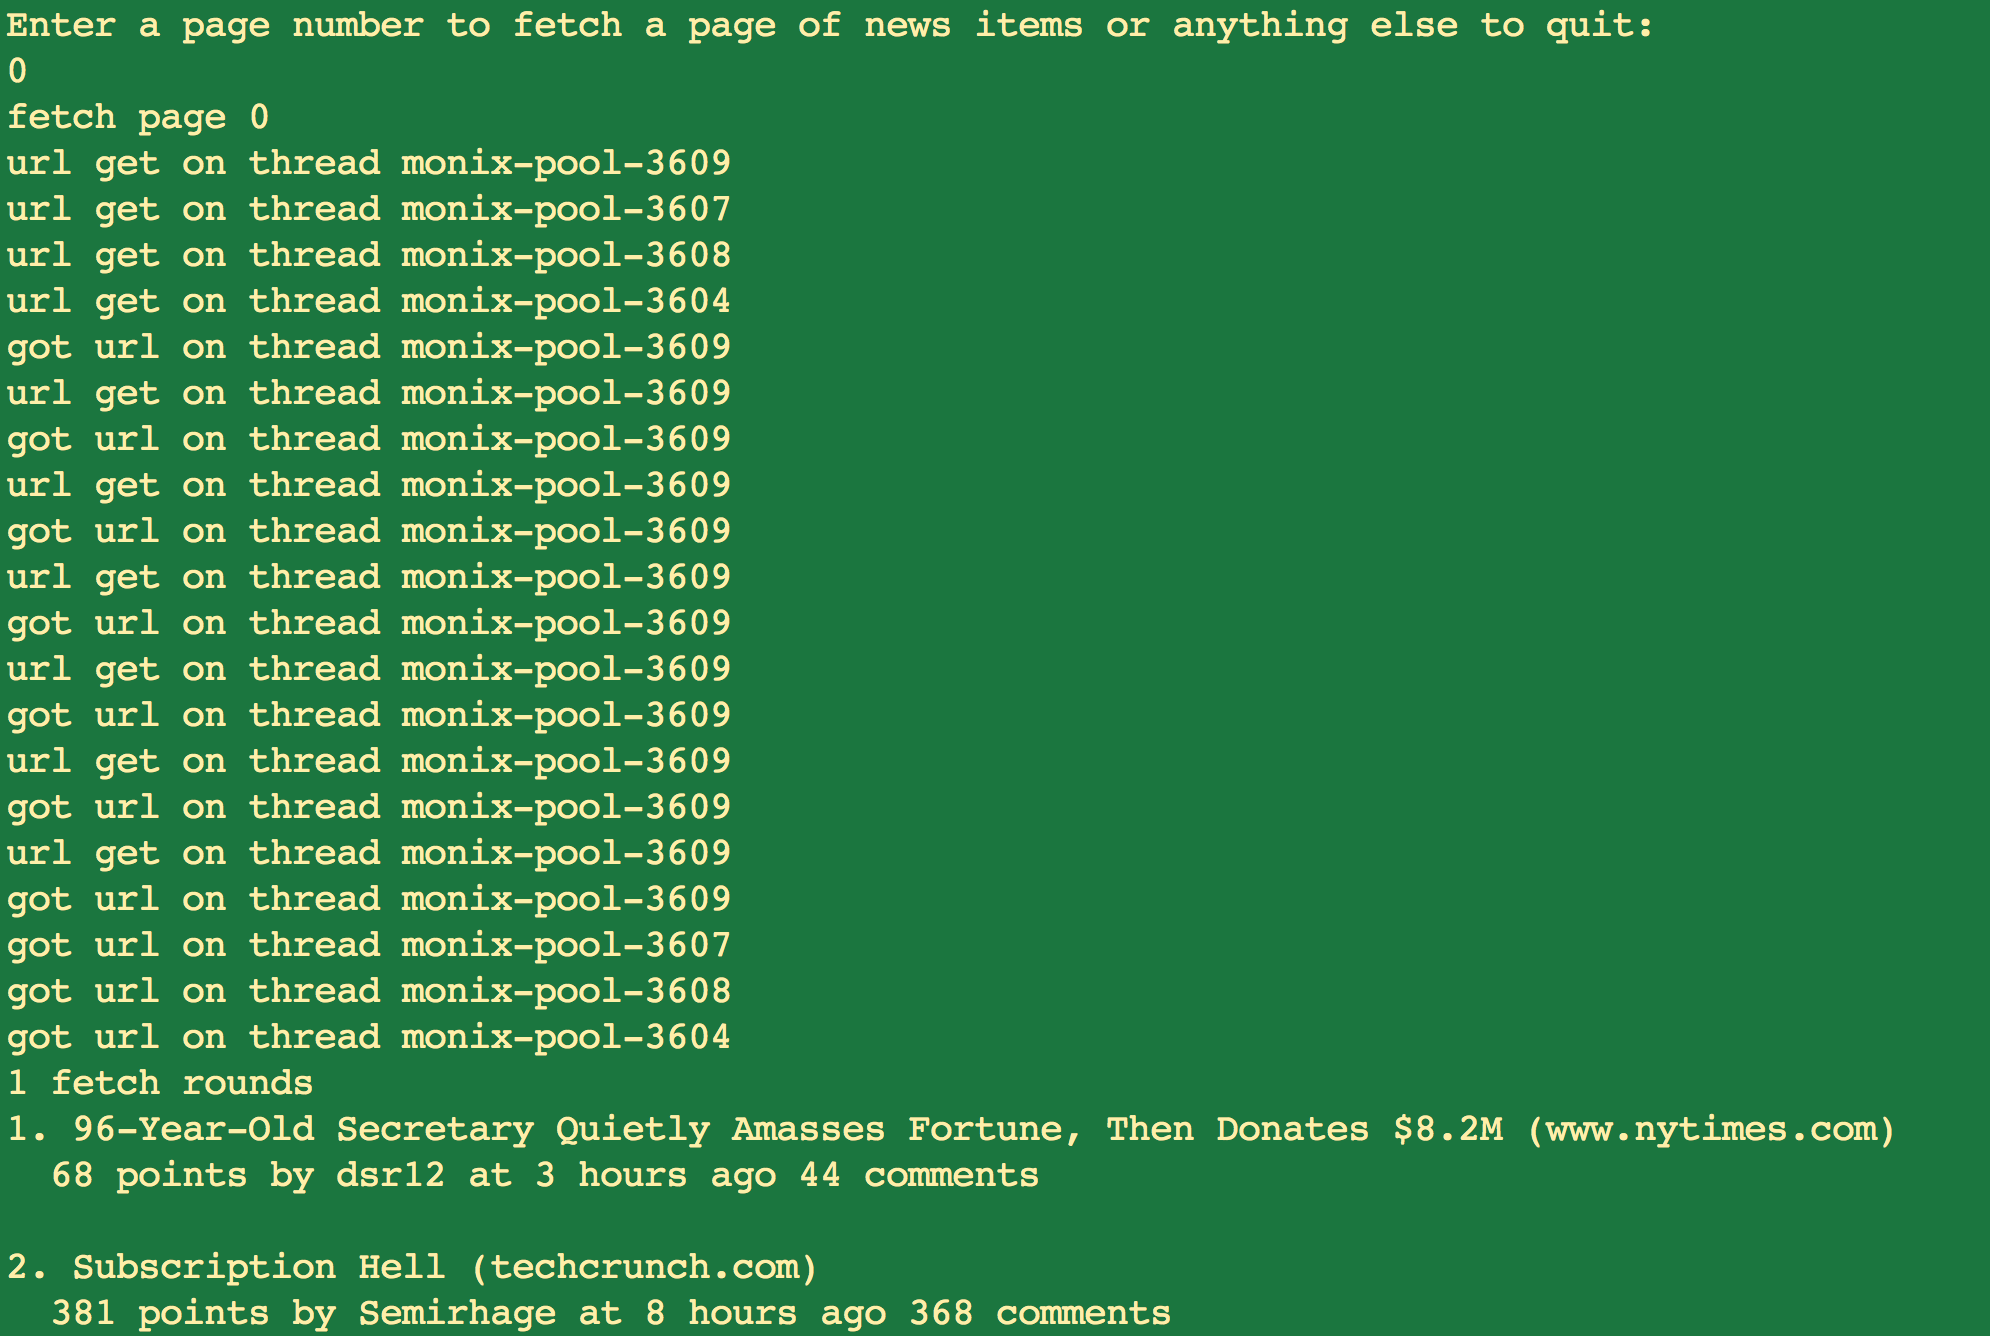 Enter a page number to fetch a page of news items or anything else to quit:
0
fetch page 0
url get on thread monix-pool-3609
url get on thread monix-pool-3607
url get on thread monix-pool-3608
url get on thread monix-pool-3604
got url on thread monix-pool-3609
url get on thread monix-pool-3609
got url on thread monix-pool-3609
url get on thread monix-pool-3609
got url on thread monix-pool-3609
url get on thread monix-pool-3609
got url on thread monix-pool-3609
url get on thread monix-pool-3609
got url on thread monix-pool-3609
url get on thread monix-pool-3609
got url on thread monix-pool-3609
url get on thread monix-pool-3609
got url on thread monix-pool-3609
got url on thread monix-pool-3607
got url on thread monix-pool-3608
got url on thread monix-pool-3604
1 fetch rounds
1. 96-Year-Old Secretary Quietly Amasses Fortune, Then Donates $8.2M (www.nytimes.com)
68 points by dsr12 at 3 hours ago 44 comments
2. Subscription Hell (techcrunch.com)
381 points by Semirhage at 8 hours ago 368 comments